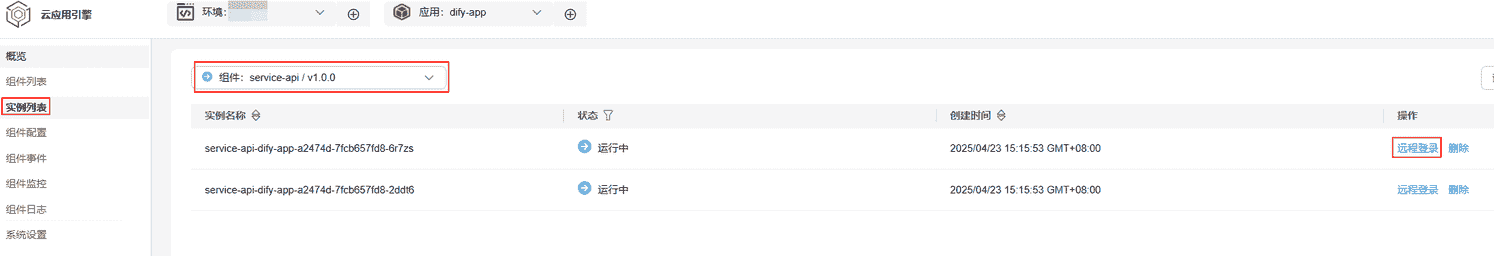 云应用引擎 环境: 应用：dify-app
概览
组件列表
实例列表
组件配置
组件事件
组件监控
组件日志
系统设置
组件：service-api / v1.0.0
实例名称 状态 创建时间 操作
service-api-dify-app-a2474d-7fcb657fd8-6r7zs 运行中 2025/04/23 15:15:53 GMT+08:00 远程登录 删除
service-api-dify-app-a2474d-7fcb657fd8-2ddt6 运行中 2025/04/23 15:15:53 GMT+08:00 远程登录 删除